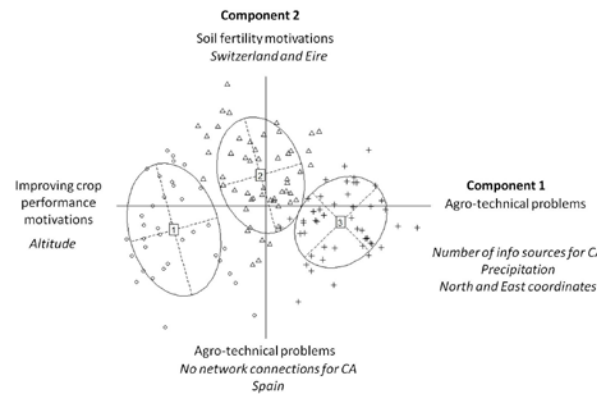 Component 2
Soil fertility motivations
Switzerland and Eire
2
Improving crop
performance
motivations
Altitude
1
3
Component 1
Agro-technical problems
Number of info sources for CA
Precipitation
North and East coordinates
Agro-technical problems
No network connections for CA
Spain